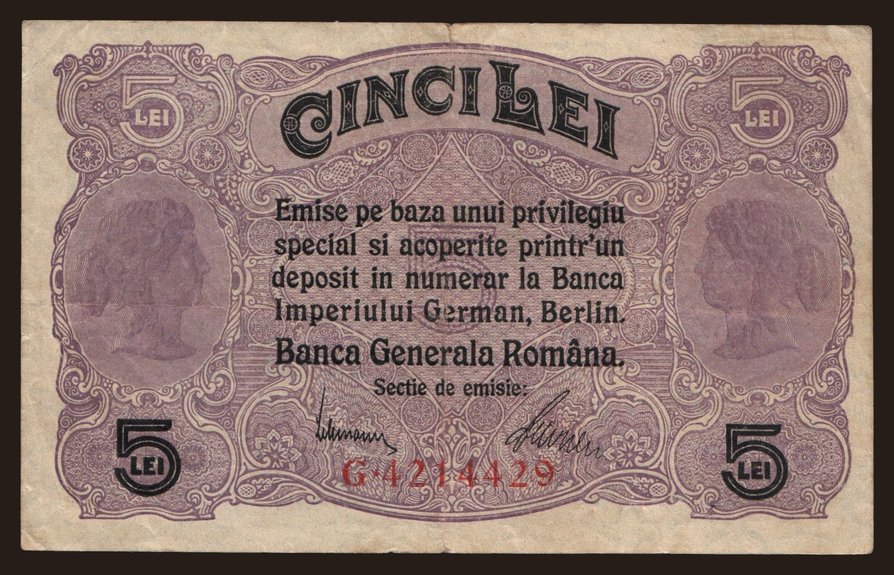 5 LEI 5 LEI
CINCI LEI
Emise pe baza unui privilegiu
special si acoperite printr'un
deposit in numerar la Banca
Imperiului German, Berlin.
Banca Generala Româna.
Sectie de emisie:
G·4214429
5 LEI 5 LEI